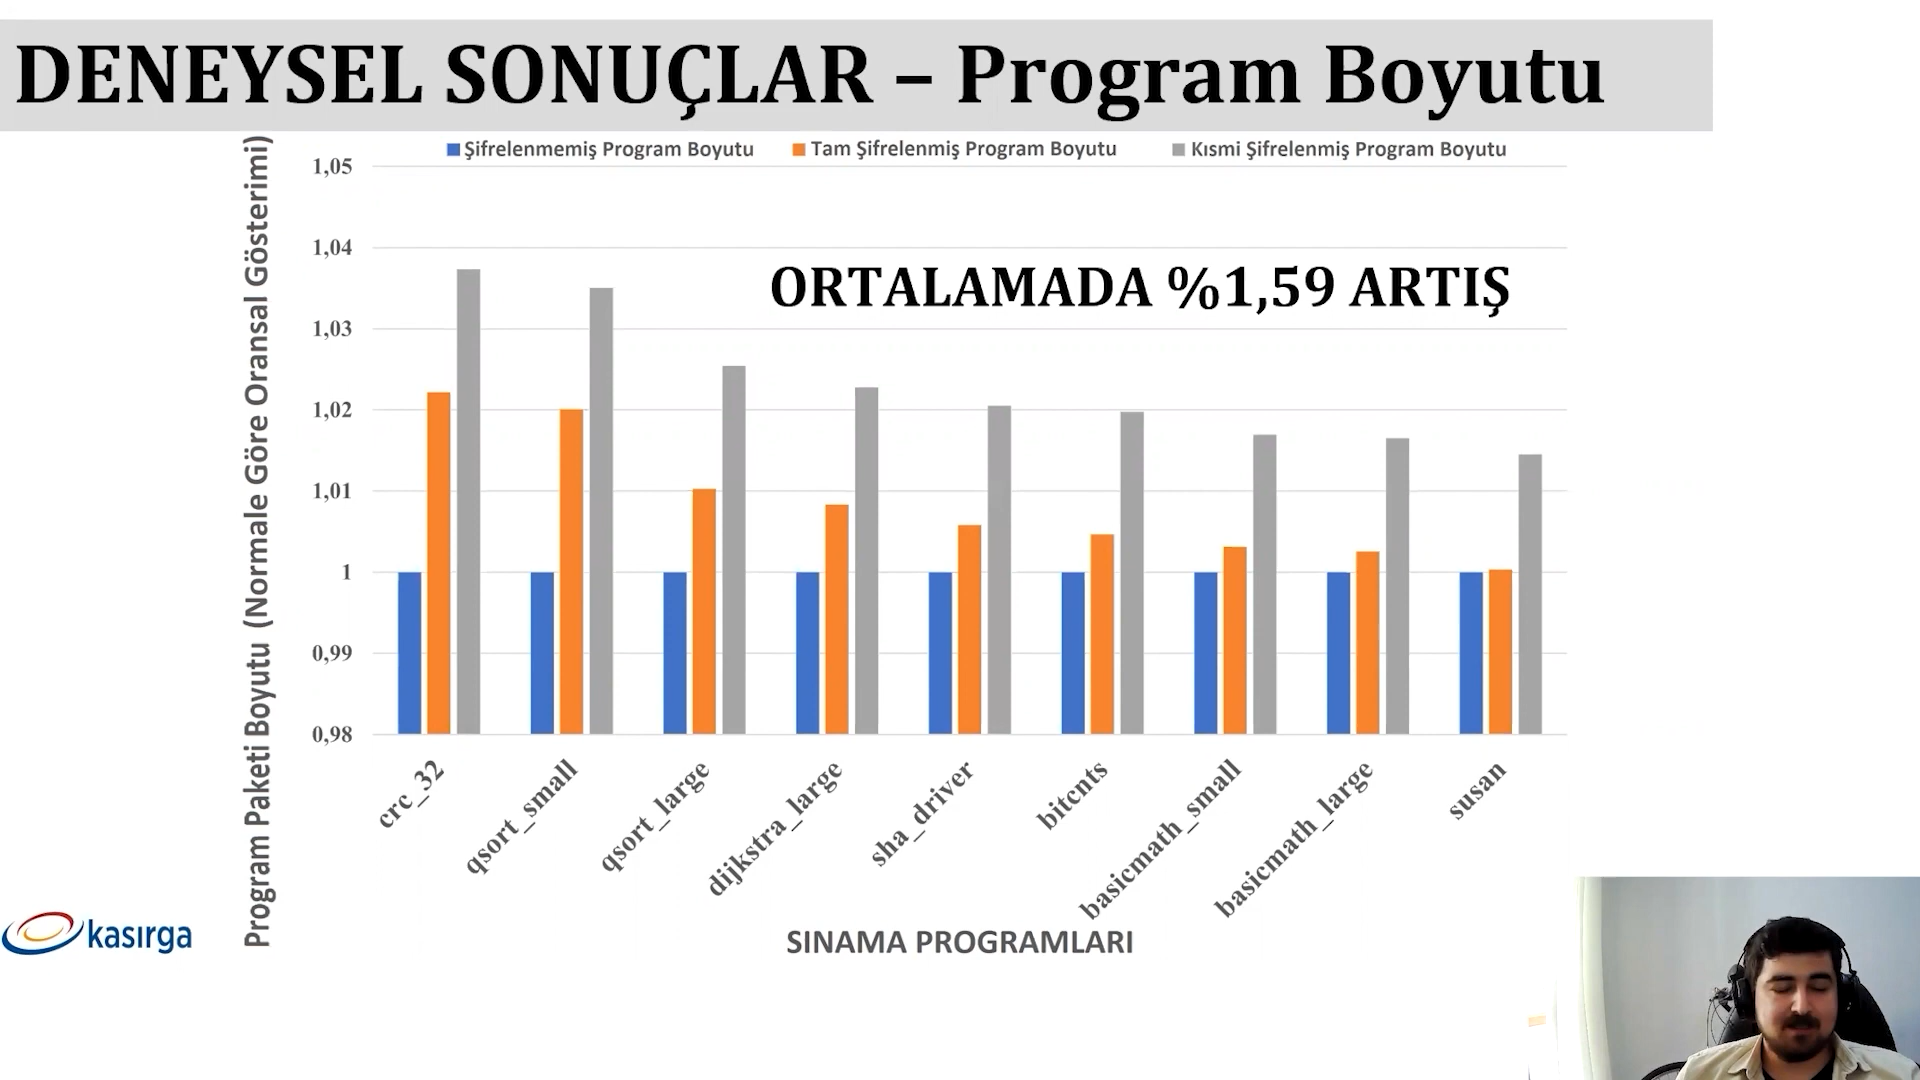 DENEYSEL SONUÇLAR – Program Boyutu
Şifrelenmemiş Program Boyutu Tam Şifrelenmiş Program Boyutu Kısmi Şifrelenmiş Program Boyutu
Program Paketi Boyutu (Normale Göre Oransal Gösterimi)
1,05
1,04
ORTALAMADA %1,59 ARTIŞ
1,03
1,02
1,01
1
0,99
0,98
crc_32
qsort_small
qsort_large
dijkstra_large
sha_driver
bitcnts
basicmath_small
basicmath_large
susan
SINAMA PROGRAMLARI
kasırga